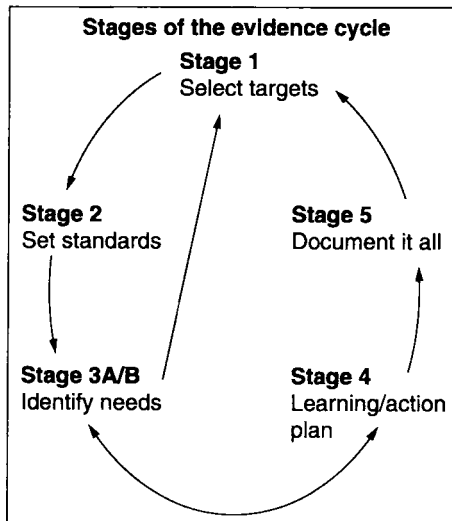 Stages of the evidence cycle
Stage 1
Select targets
Stage 2
Set standards
Stage 5
Document it all
Stage 3A/B
Identify needs
Stage 4
Learning/action
plan